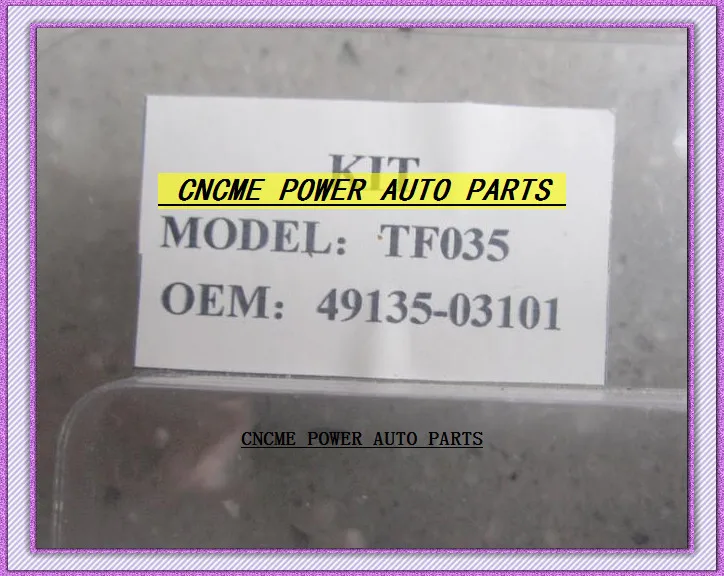 KIT
CNCME POWER AUTO PARTS
MODEL: TF035
OEM: 49135-03101
CNCME POWER AUTO PARTS